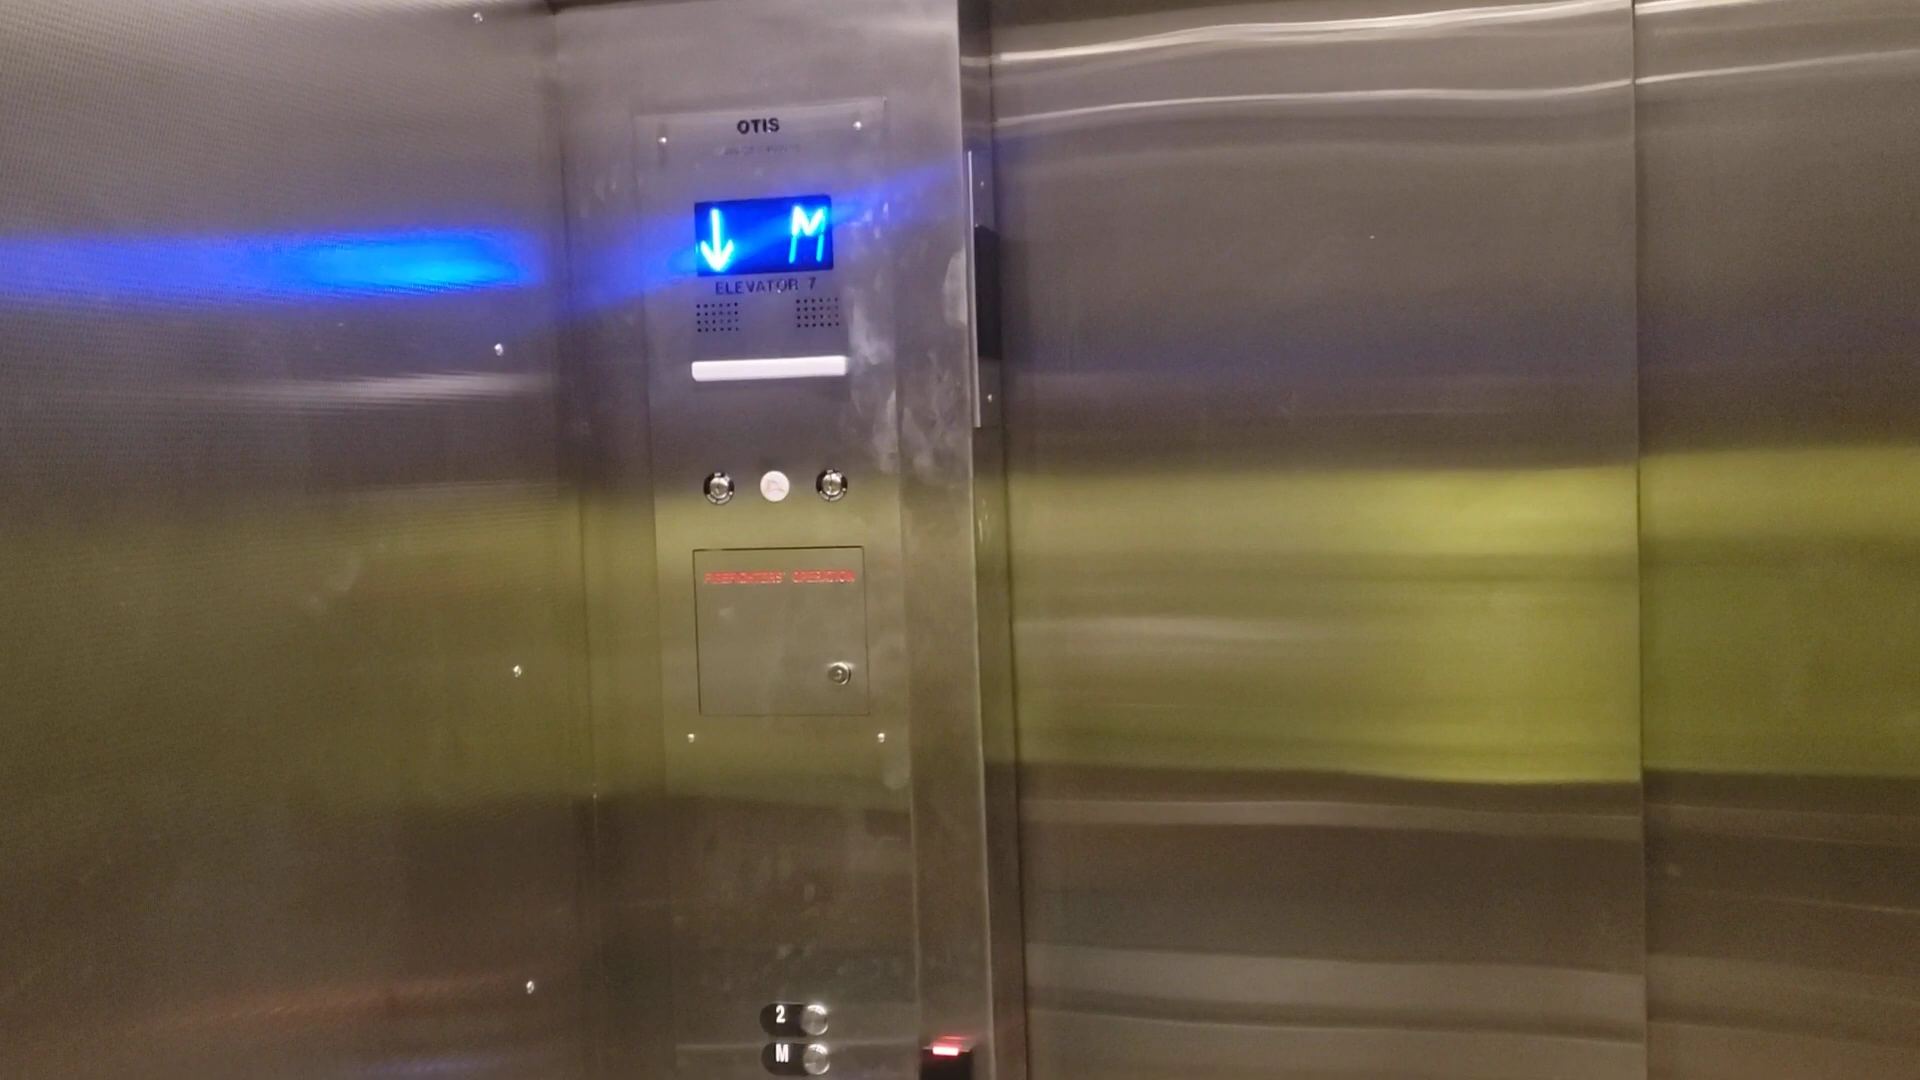 OTIS
↓ M
ELEVATOR 7
FIREFIGHTERS' OPERATION
2
M